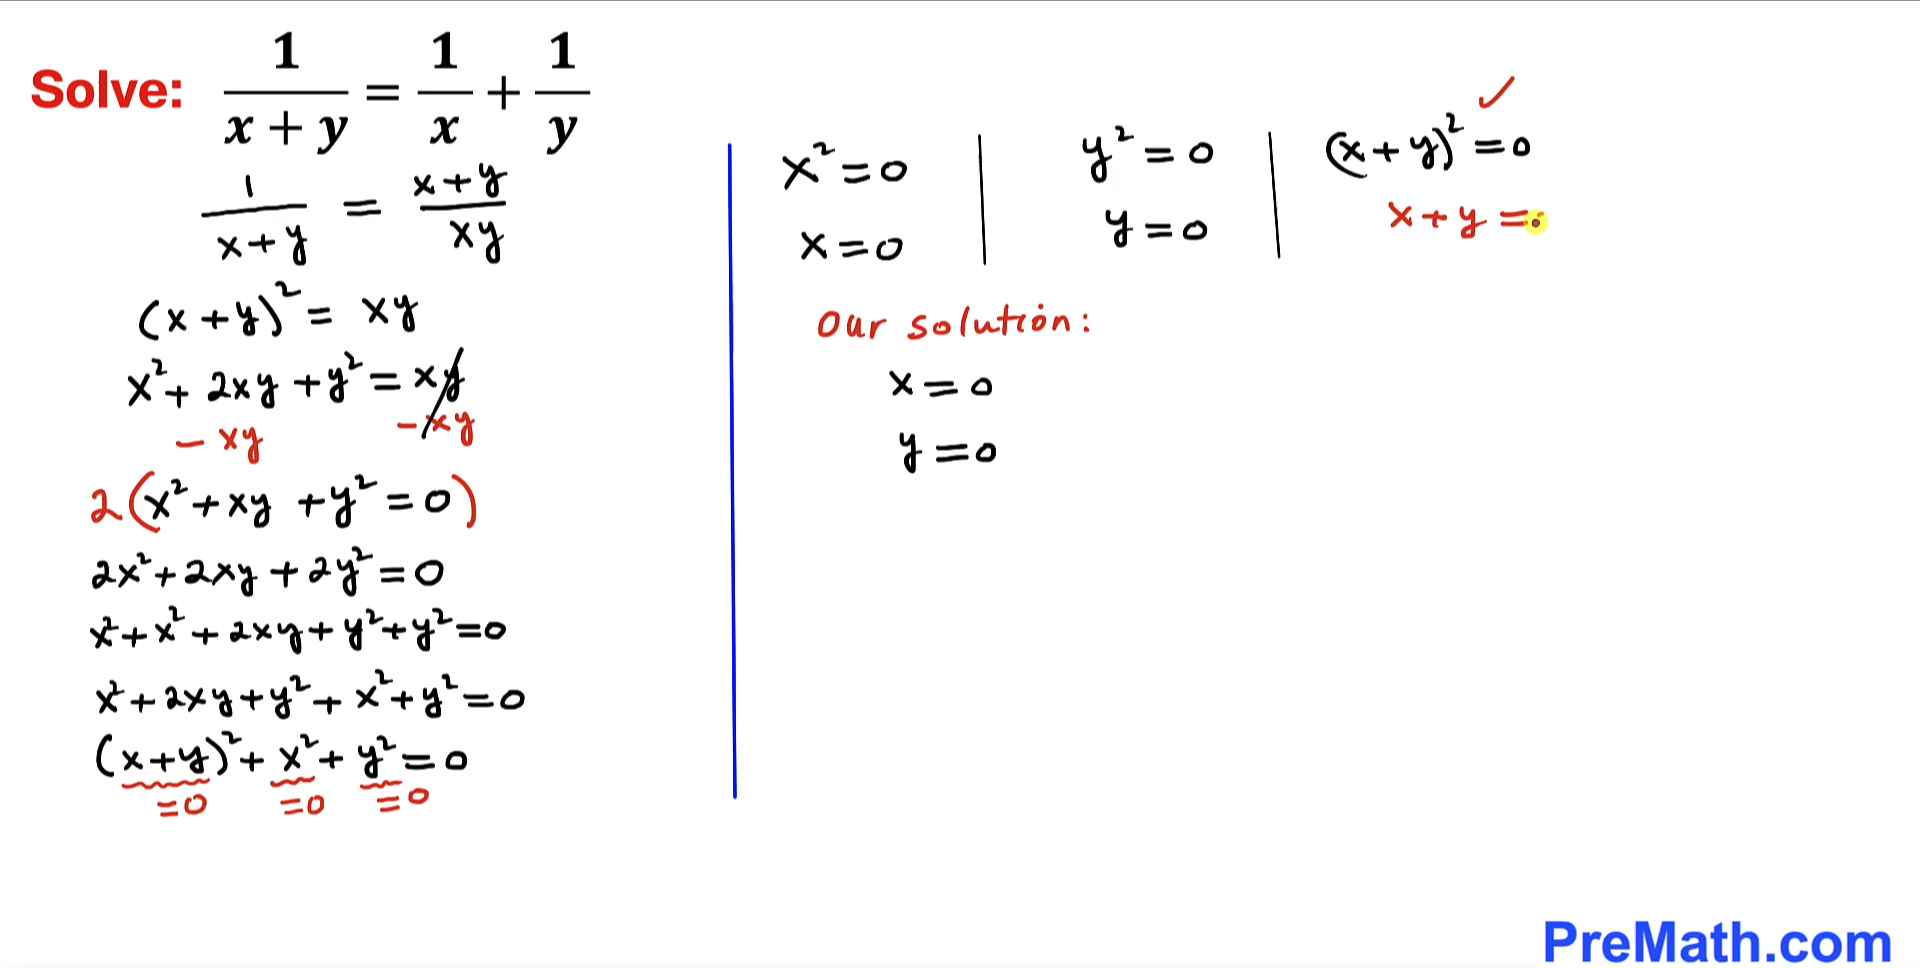 Solve: 1/(x + y) = 1/x + 1/y
1/(x+y) = (x+y)/(xy)
(x+y)² = xy
x² + 2xy + y² = xy
- xy - xy
2(x² + xy + y² = 0)
2x² + 2xy + 2y² = 0
x² + x² + 2xy + y² + y² = 0
x² + 2xy + y² + x² + y² = 0
(x+y)² + x² + y² = 0
=0 =0 =0
x² = 0
x = 0
y² = 0
y = 0
(x+y)² = 0 ✓
x + y =
Our solution:
x = 0
y = 0
PreMath.com